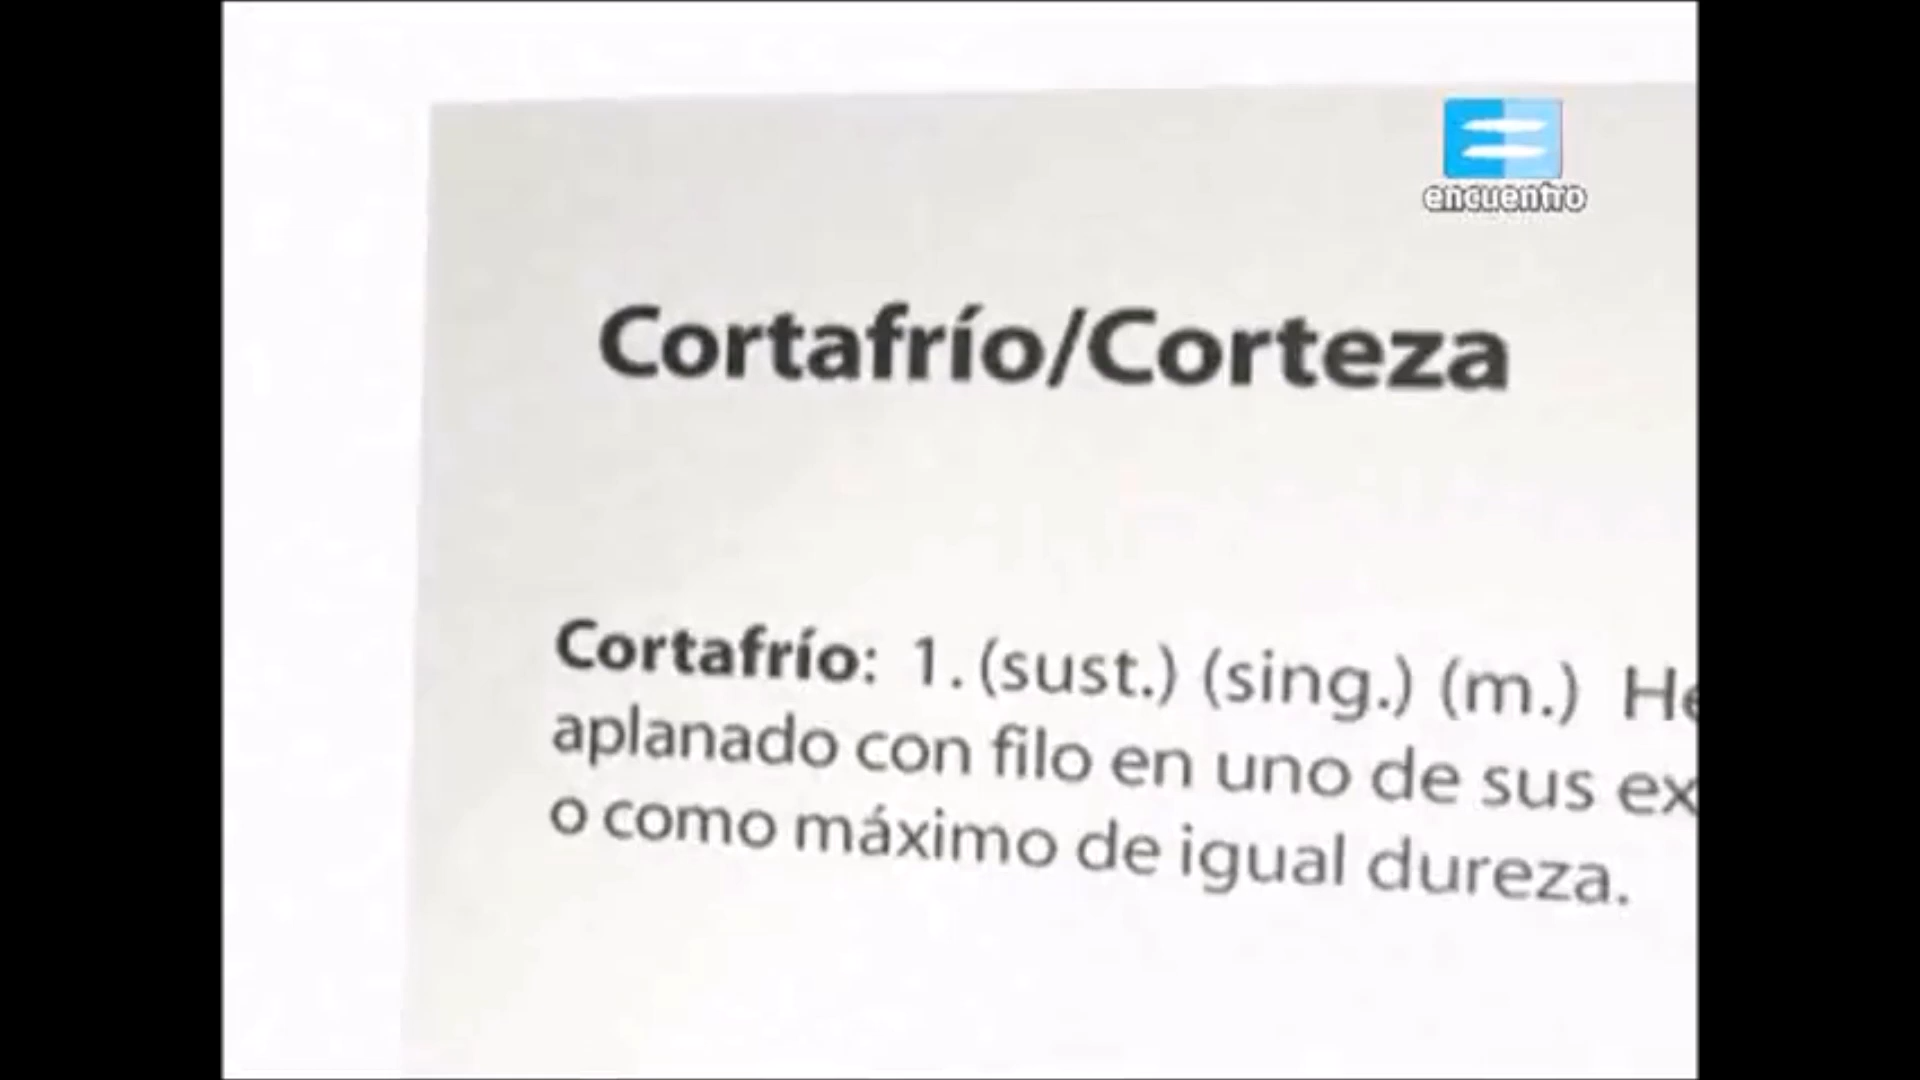 encuentro
Cortafrío/Corteza
Cortafrío: 1. (sust.) (sing.) (m.)
aplanado con filo en uno de sus
o como máximo de igual dureza.